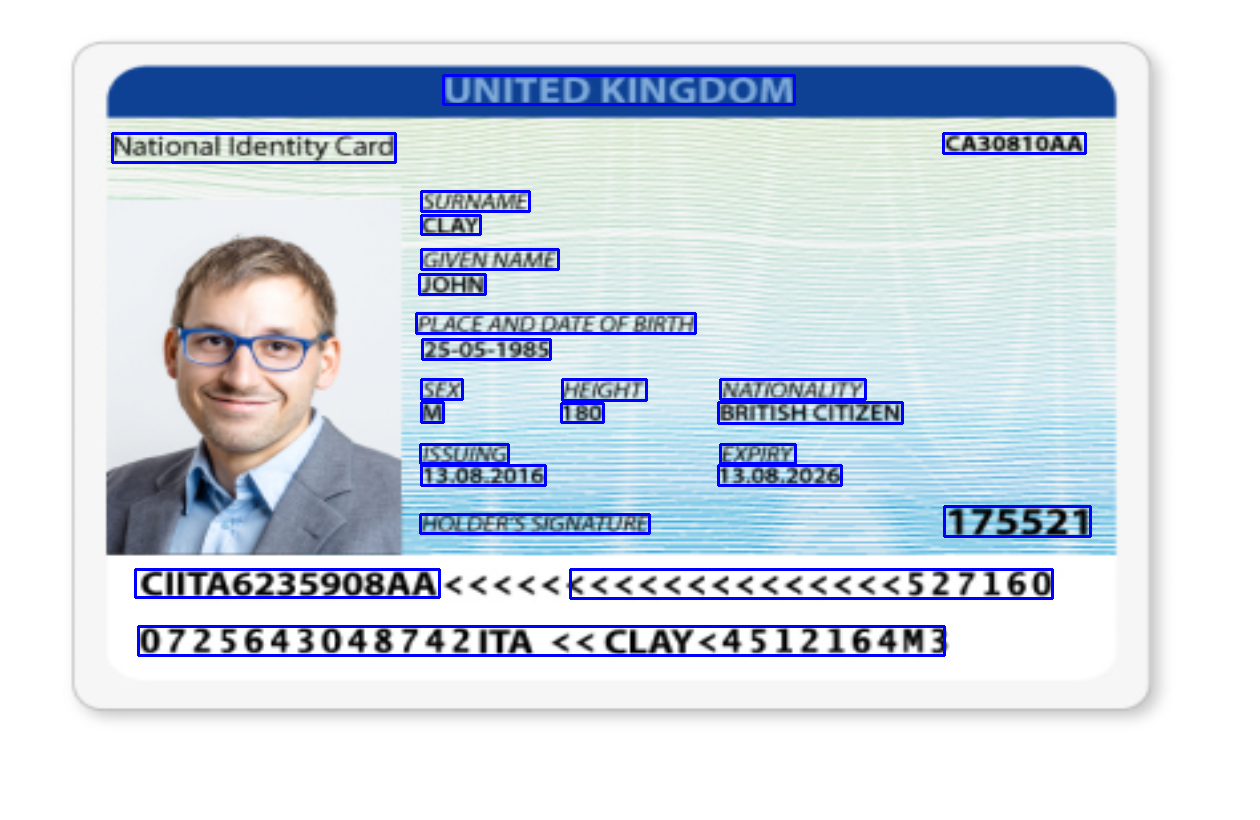 UNITED KINGDOM
National Identity Card
CA30810AA
SURNAME
CLAY
GIVEN NAME
JOHN
PLACE AND DATE OF BIRTH
25-05-1985
SEX HEIGHT NATIONALITY
M 180 BRITISH CITIZEN
ISSUING EXPIRY
13.08.2016 13.08.2026
HOLDER'S SIGNATURE
175521
CIITA6235908AA<<<<<<<<<<<<<<<<<<527160
0725643048742ITA <<CLAY<4512164M3